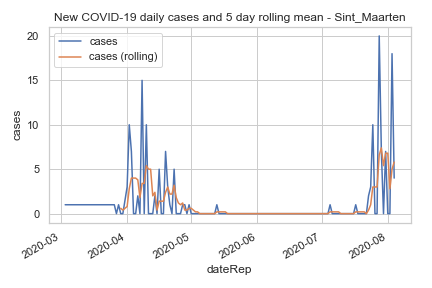 New COVID-19 daily cases and 5 day rolling mean - Sint_Maarten
cases
cases (rolling)
20
15
10
5
0
cases
2020-03
2020-04
2020-05
2020-06
2020-07
2020-08
dateRep